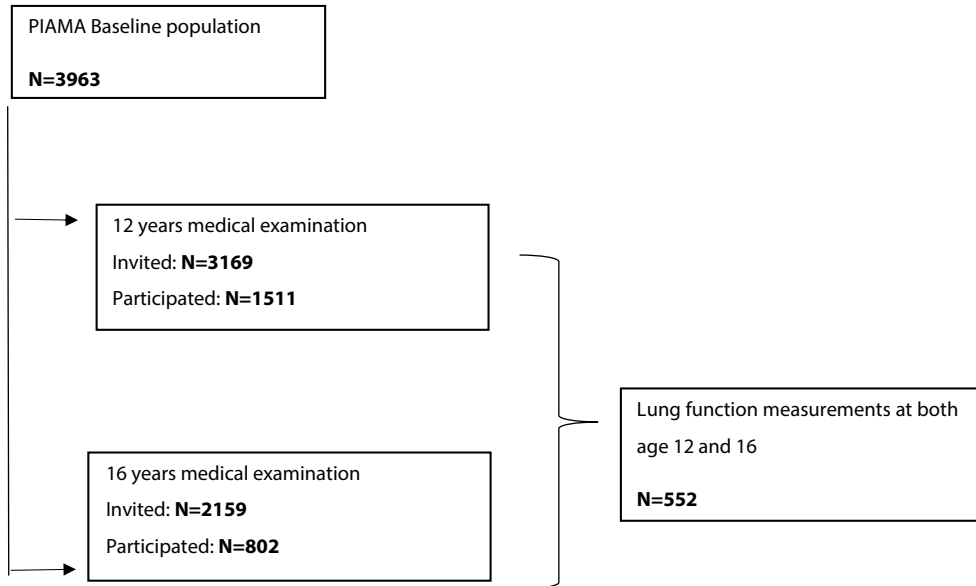 PIAMA Baseline population
N=3963
12 years medical examination
Invited: N=3169
Participated: N=1511
16 years medical examination
Invited: N=2159
Participated: N=802
Lung function measurements at both
age 12 and 16
N=552